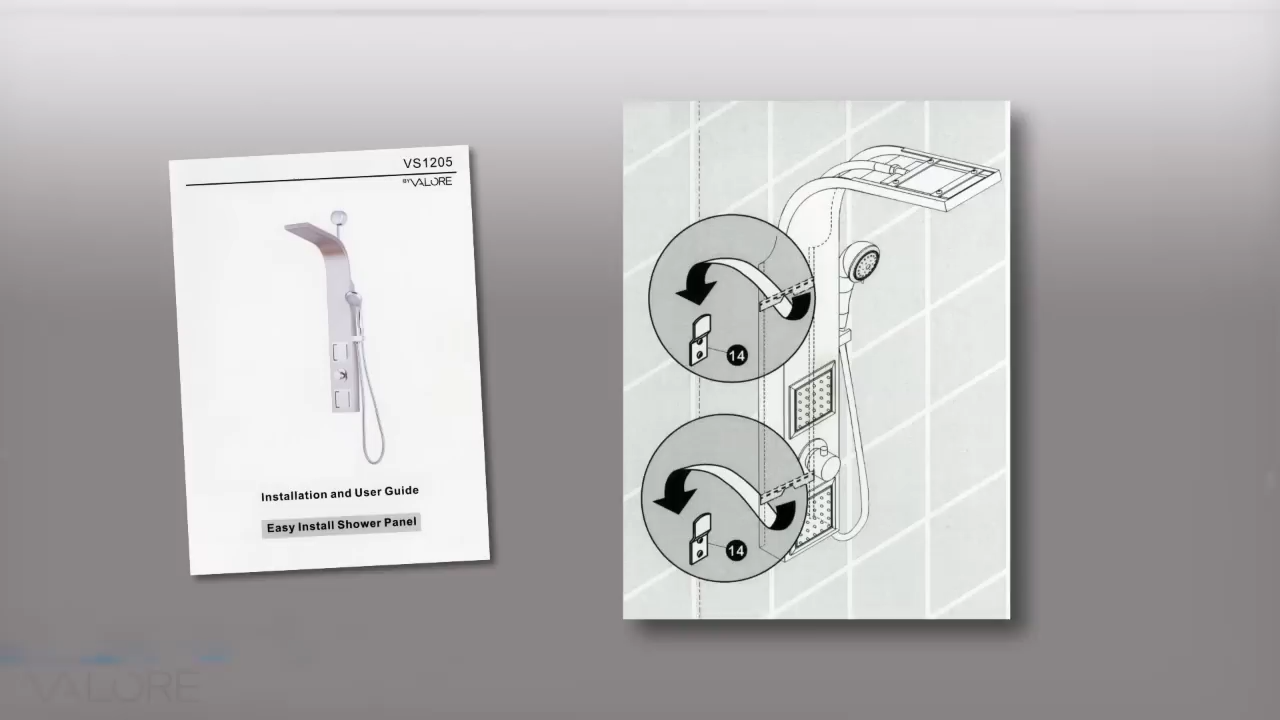 VS1205
BY VALORE
Installation and User Guide
Easy Install Shower Panel
14
14
VALORE